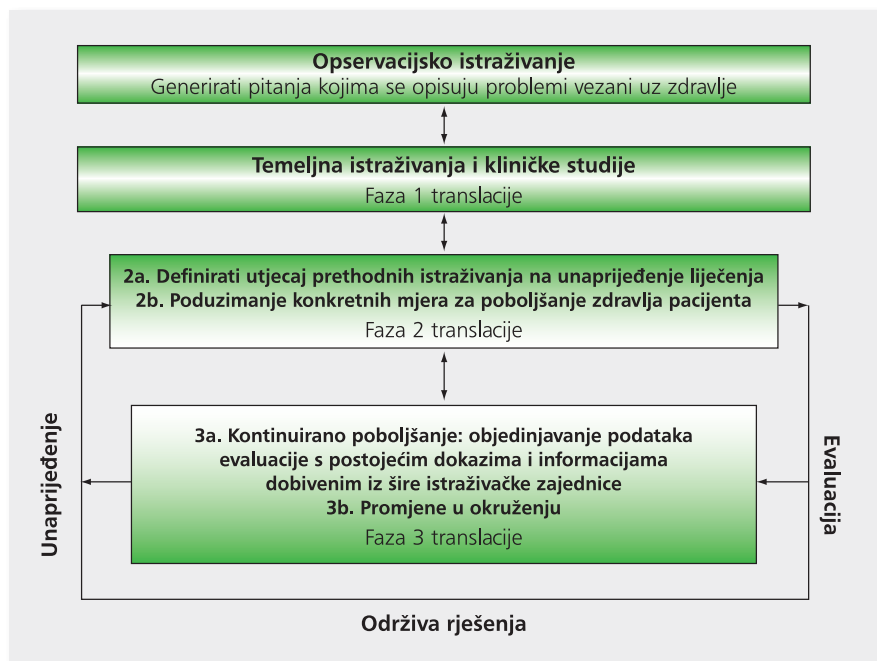 Opservacijsko istraživanje
Generirati pitanja kojima se opisuju problemi vezani uz zdravlje
Temeljna istraživanja i kliničke studije
Faza 1 translacije
2a. Definirati utjecaj prethodnih istraživanja na unaprijeđenje liječenja
2b. Poduzimanje konkretnih mjera za poboljšanje zdravlja pacijenta
Faza 2 translacije
Unaprijeđenje
3a. Kontinuirano poboljšanje: objedinjavanje podataka
evaluacije s postojećim dokazima i informacijama
dobivenim iz šire istraživačke zajednice
3b. Promjene u okruženju
Faza 3 translacije
Evaluacija
Održiva rješenja